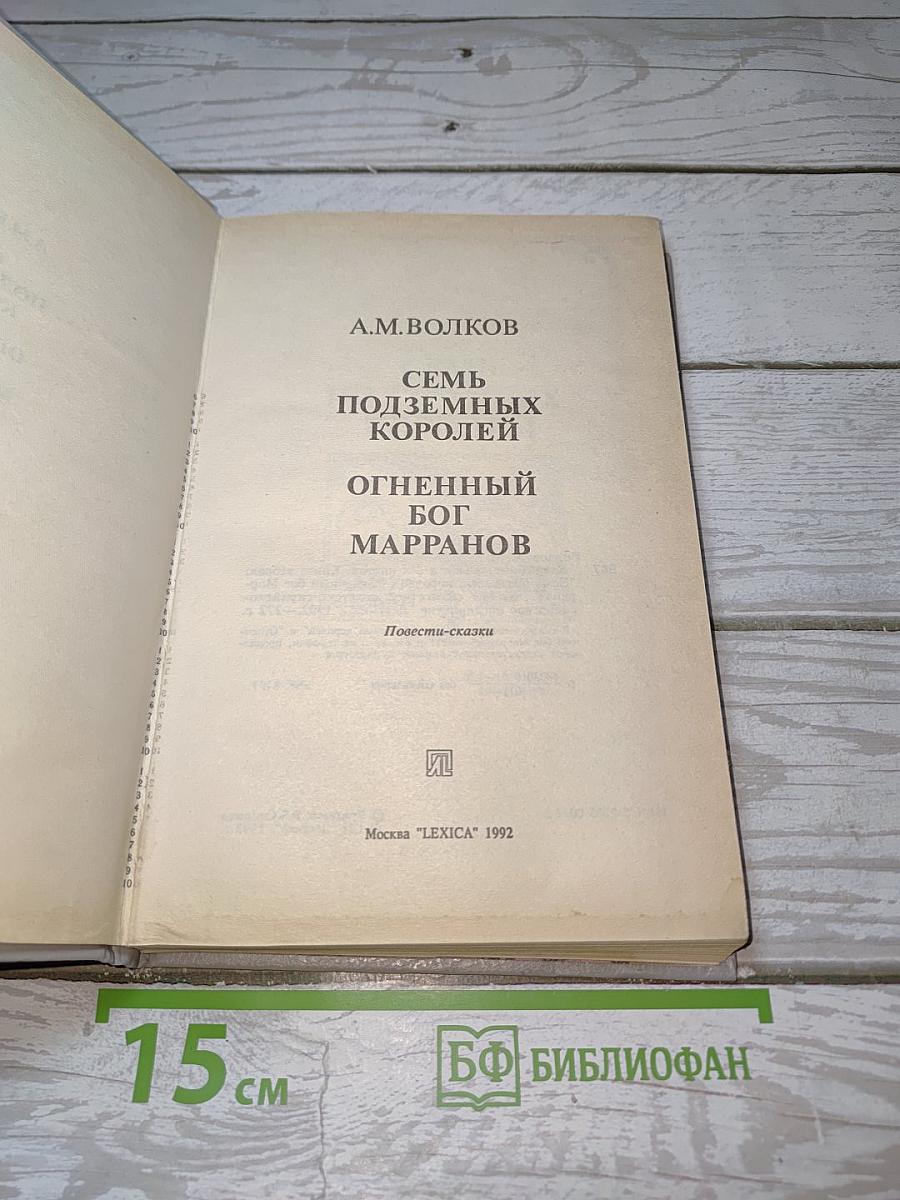 А.М.ВОЛКОВ
СЕМЬ
ПОДЗЕМНЫХ
КОРОЛЕЙ
ОГНЕННЫЙ
БОГ
МАРРАНОВ
Повести-сказки
Москва "LEXICA" 1992
15 см
БФ БИБЛИОФАН